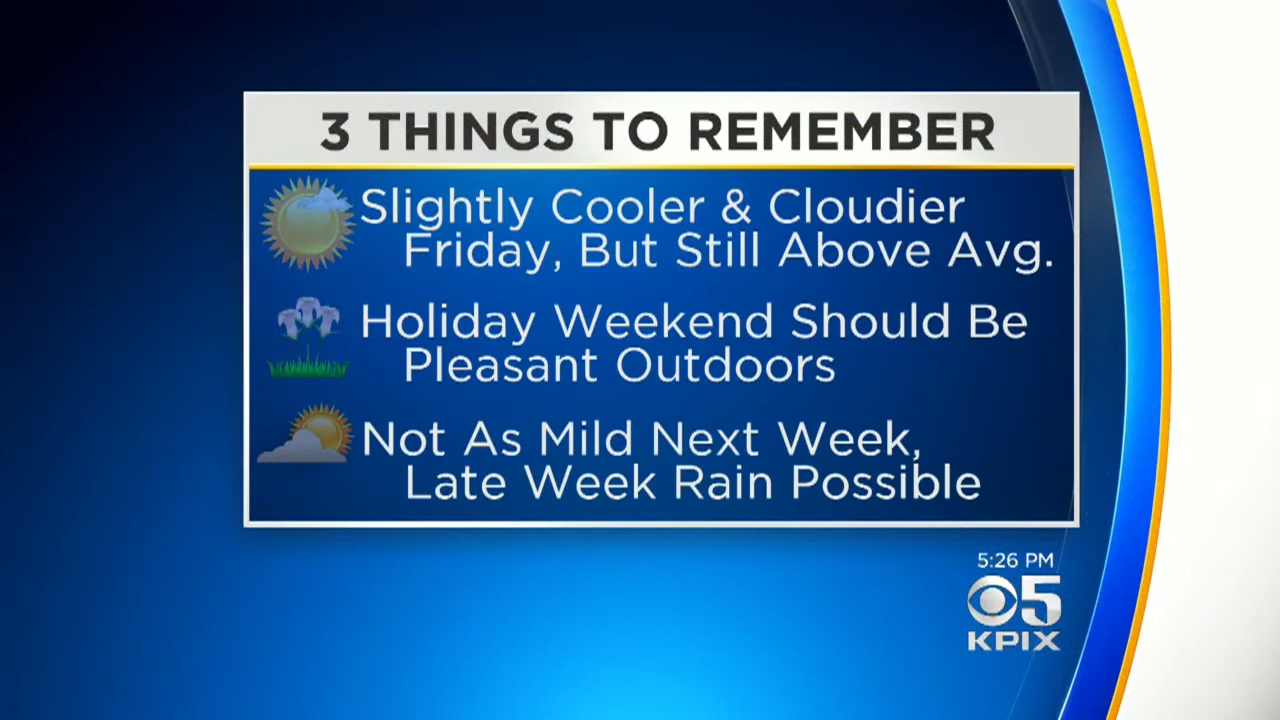 3 THINGS TO REMEMBER
Slightly Cooler & Cloudier
Friday, But Still Above Avg.
Holiday Weekend Should Be
Pleasant Outdoors
Not As Mild Next Week,
Late Week Rain Possible
5:26 PM
5
KPIX